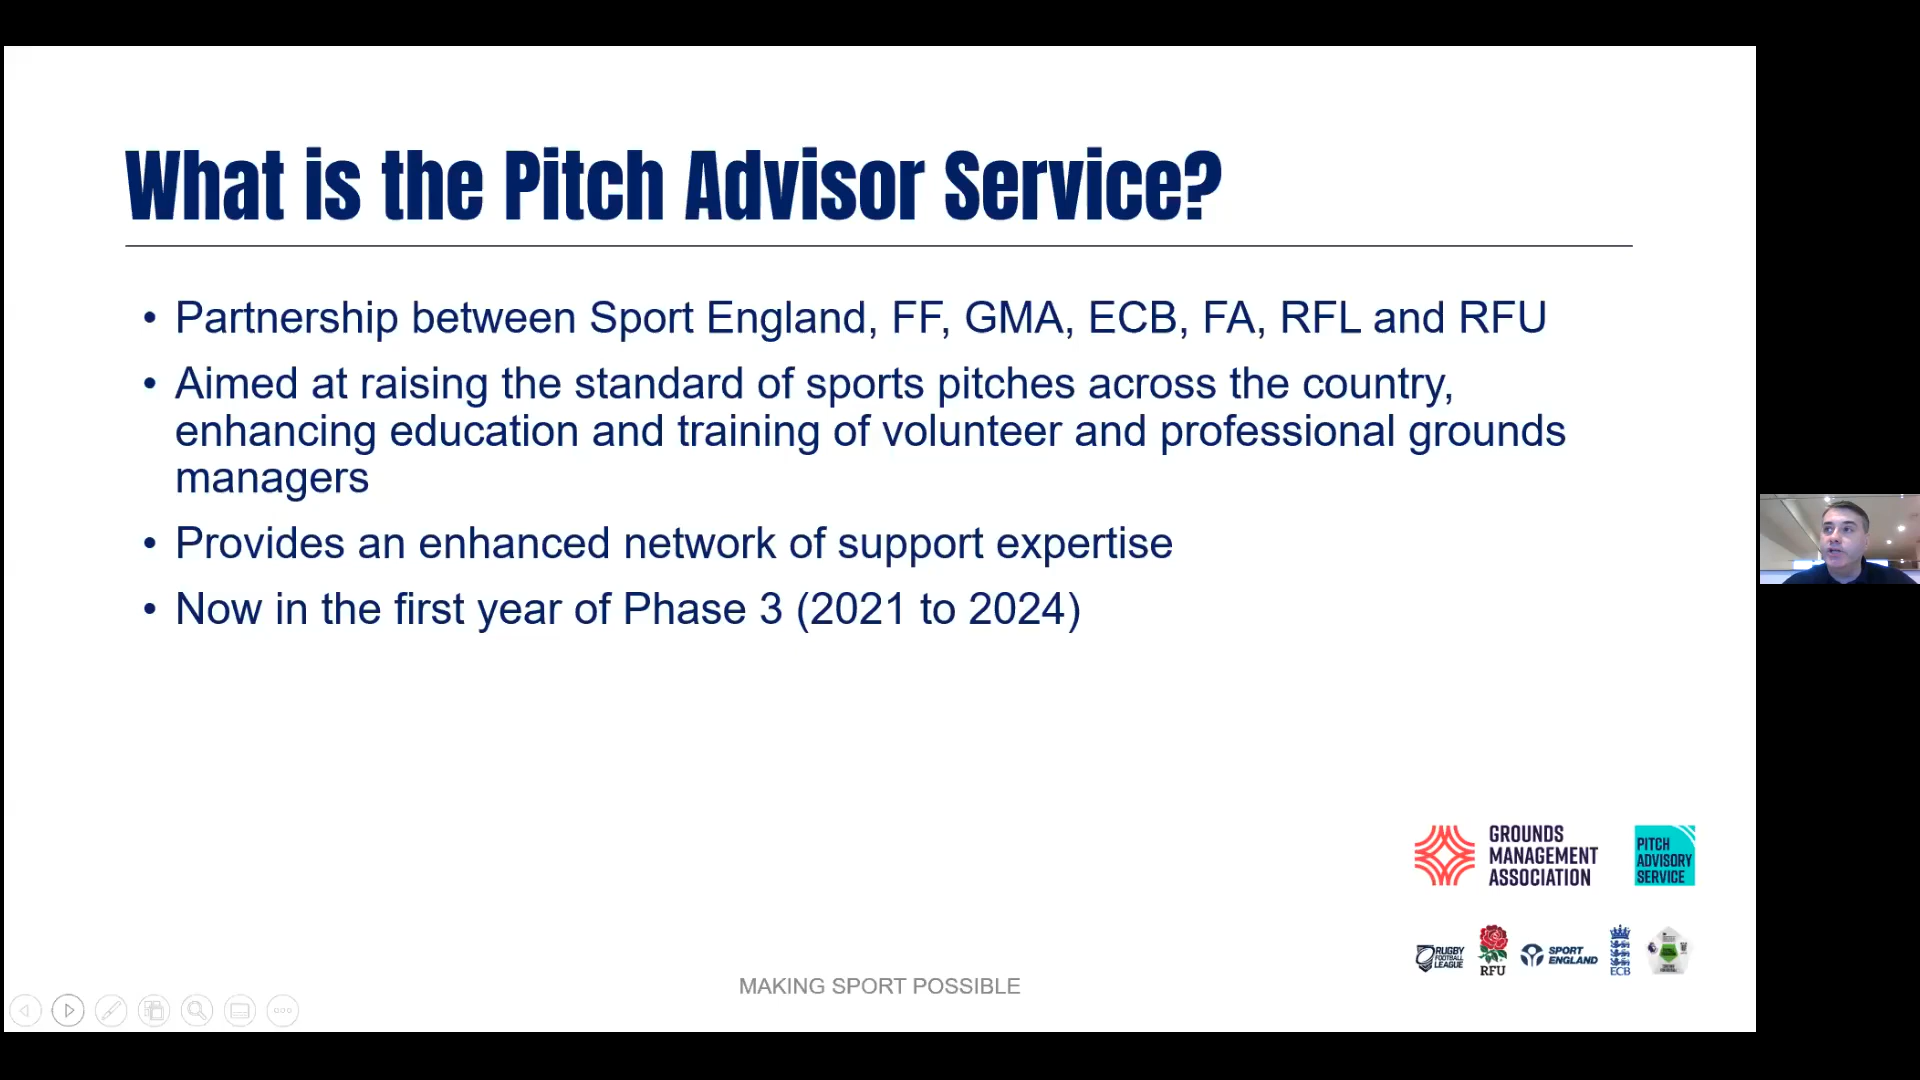 What is the Pitch Advisor Service?
• Partnership between Sport England, FF, GMA, ECB, FA, RFL and RFU
• Aimed at raising the standard of sports pitches across the country,
enhancing education and training of volunteer and professional grounds
managers
• Provides an enhanced network of support expertise
• Now in the first year of Phase 3 (2021 to 2024)
GROUNDS
MANAGEMENT
ASSOCIATION
PITCH
ADVISORY
SERVICE
RUGBY
FOOTBALL
LEAGUE
RFU
SPORT
ENGLAND
ECB
MAKING SPORT POSSIBLE